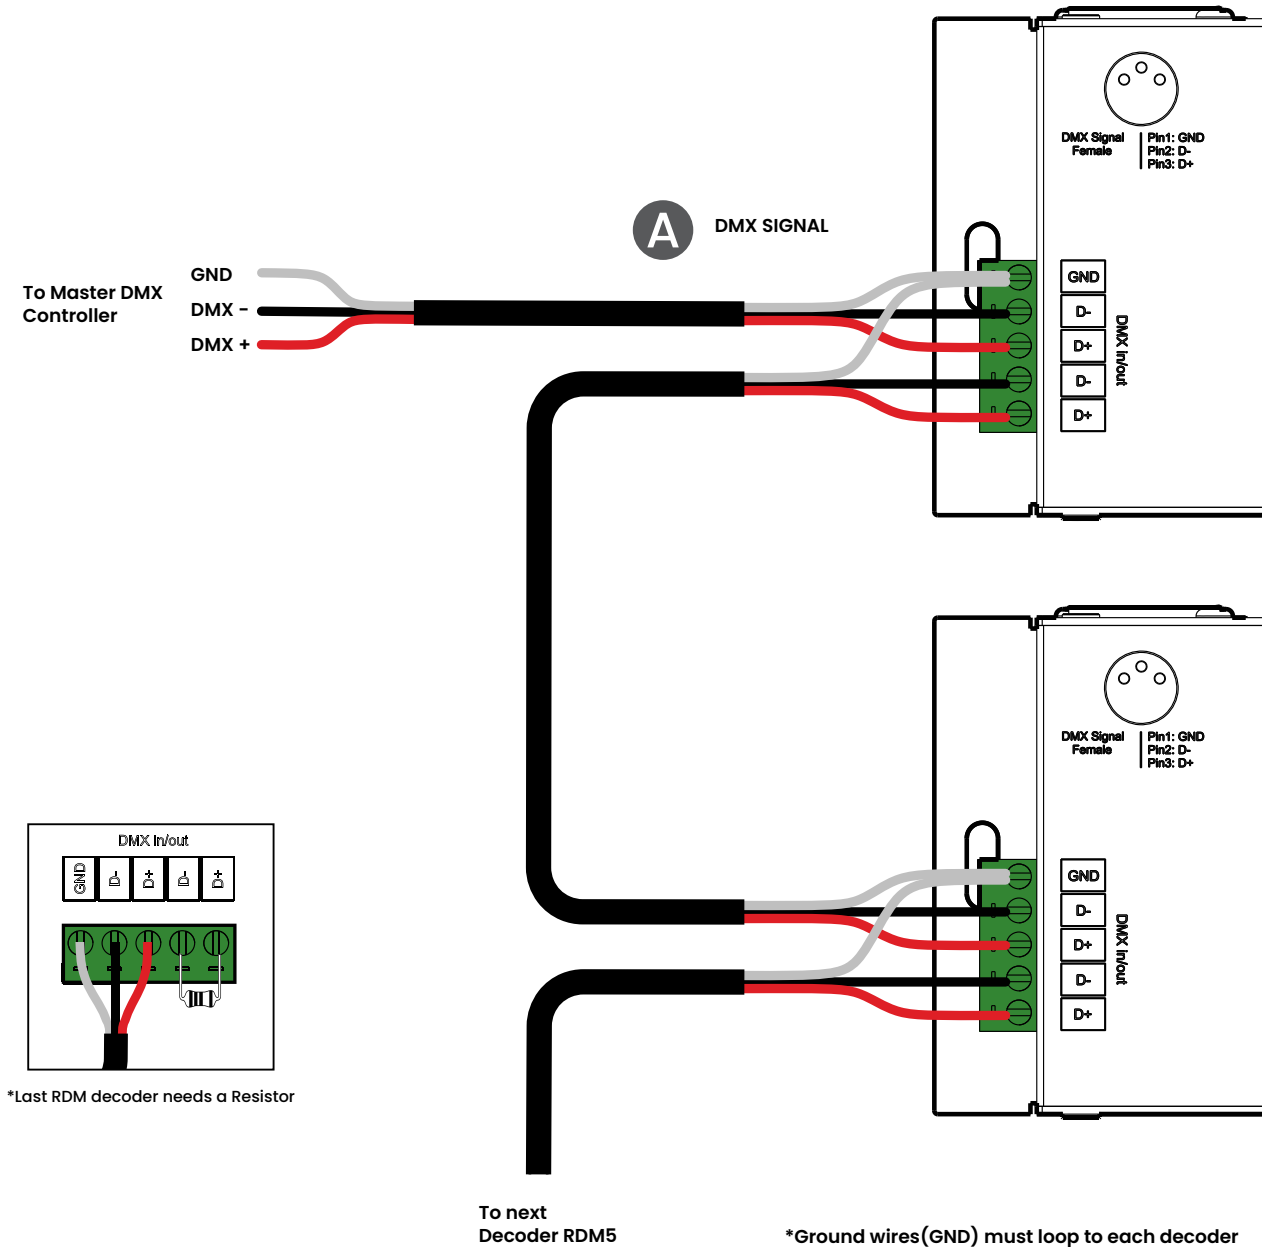 DMX Signal
Female
Pin1: GND
Pin2: D-
Pin3: D+
A
DMX SIGNAL
To Master DMX
Controller
GND
DMX -
DMX +
GND
D-
D+
D-
D+
DMX in/out
DMX Signal
Female
Pin1: GND
Pin2: D-
Pin3: D+
GND
D-
D+
D-
D+
DMX in/out
DMX in/out
GND
D-
D+
D-
D+
*Last RDM decoder needs a Resistor
To next
Decoder RDM5
*Ground wires(GND) must loop to each decoder